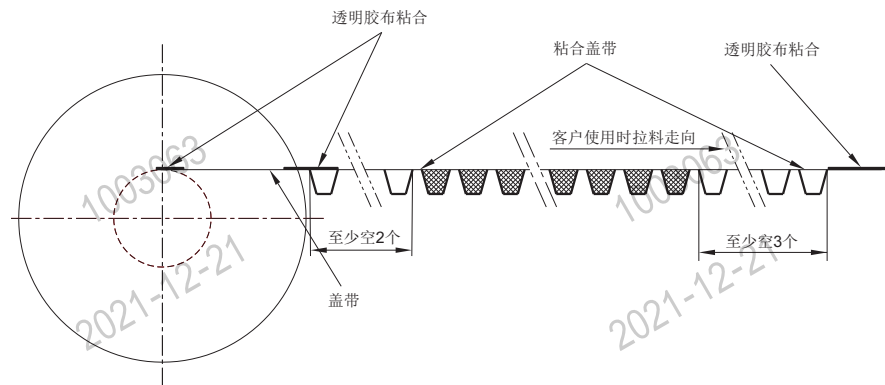 透明胶布粘合
粘合盖带
透明胶布粘合
客户使用时拉料走向
1003063
1003063
至少空2个
至少空3个
盖带
2021-12-21
2021-12-21